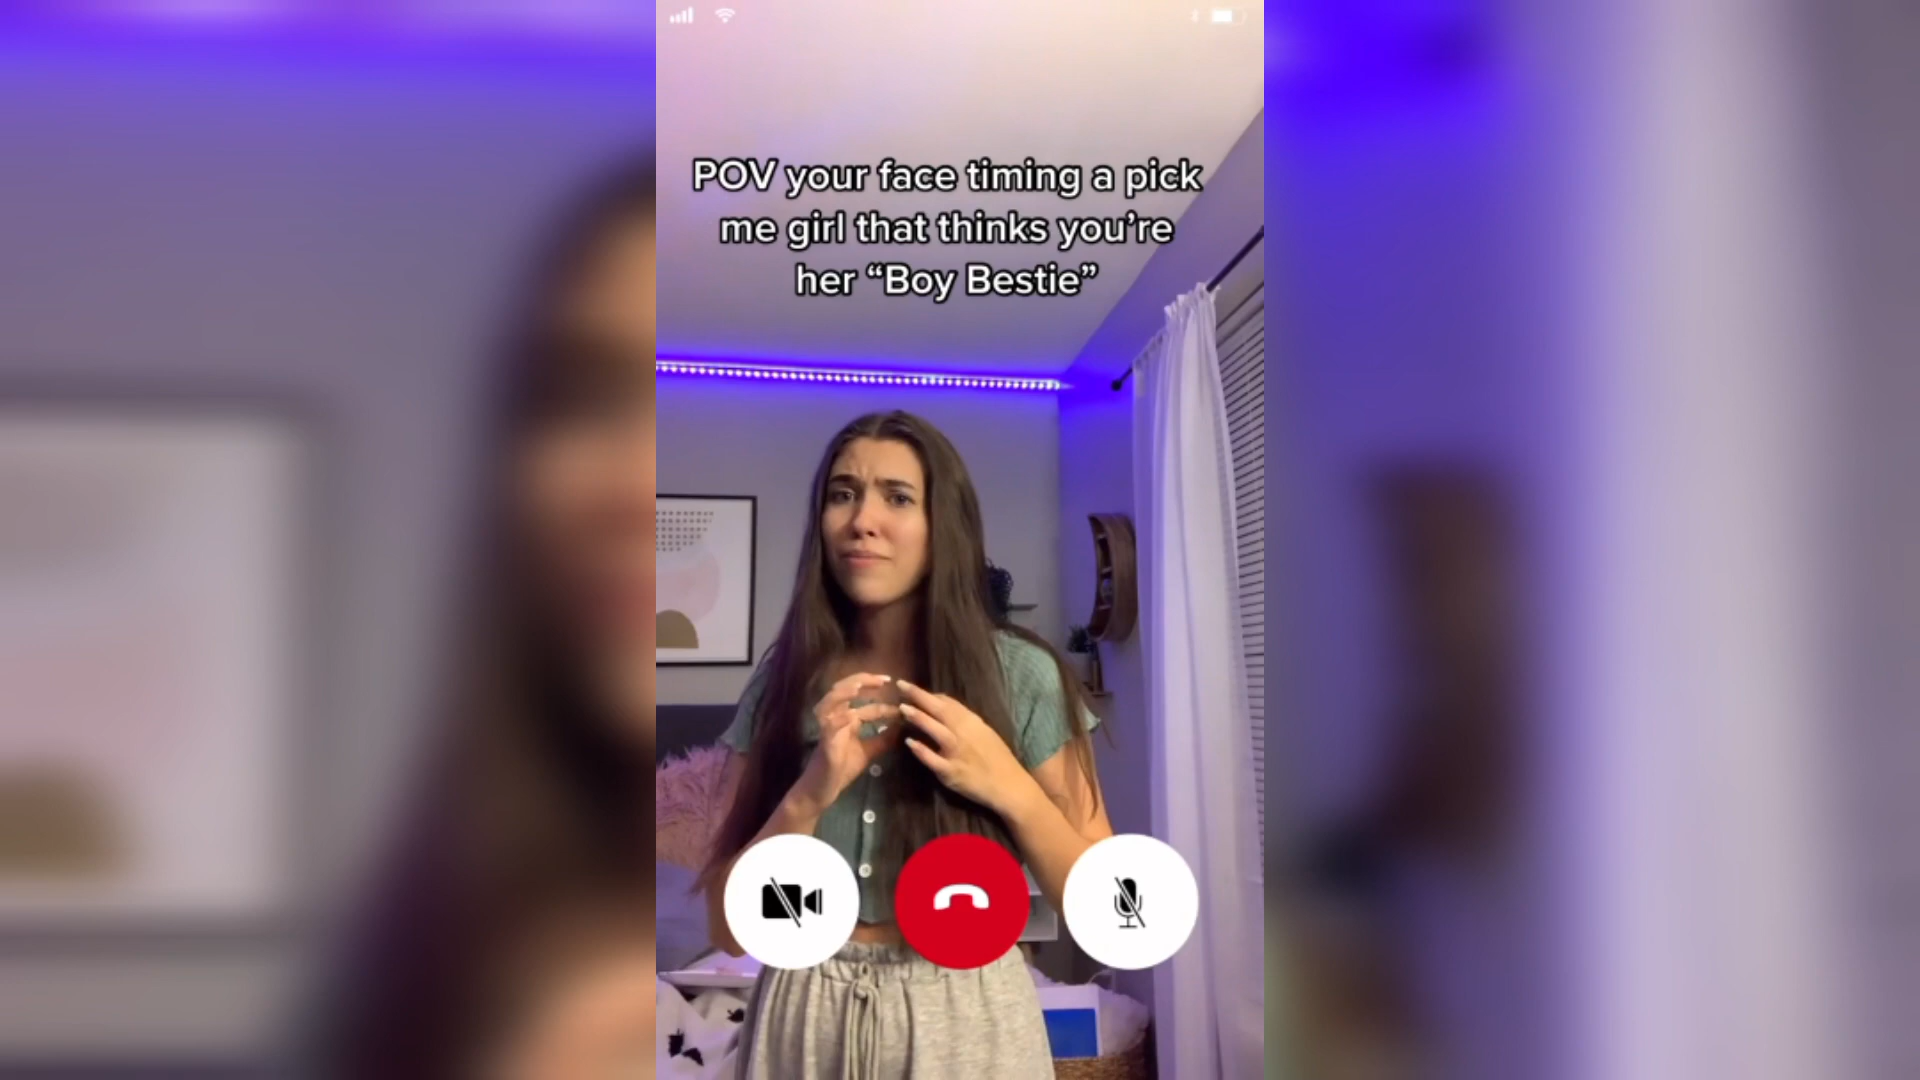 POV your face timing a pick
me girl that thinks you’re
her “Boy Bestie”